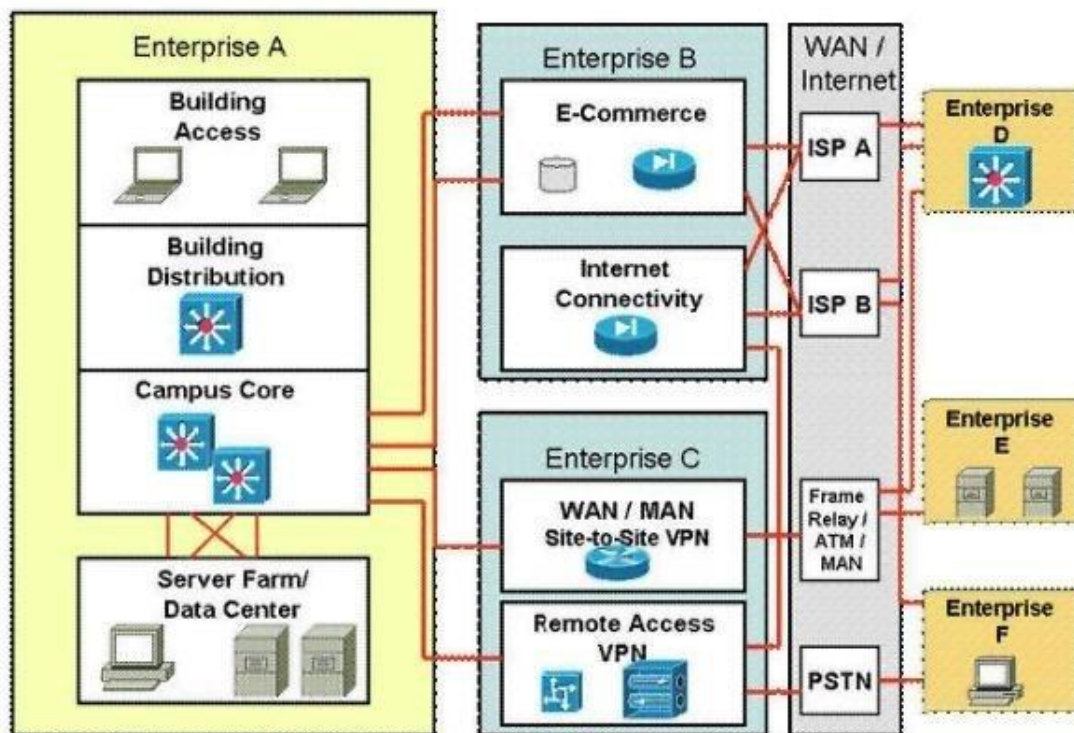 Enterprise A
Building
Access
Building
Distribution
Campus Core
Server Farm/
Data Center
Enterprise B
E-Commerce
Internet
Connectivity
Enterprise C
WAN / MAN
Site-to-Site VPN
Remote Access
VPN
WAN /
Internet
ISP A
ISP B
Frame
Relay /
ATM /
MAN
PSTN
Enterprise
D
Enterprise
E
Enterprise
F